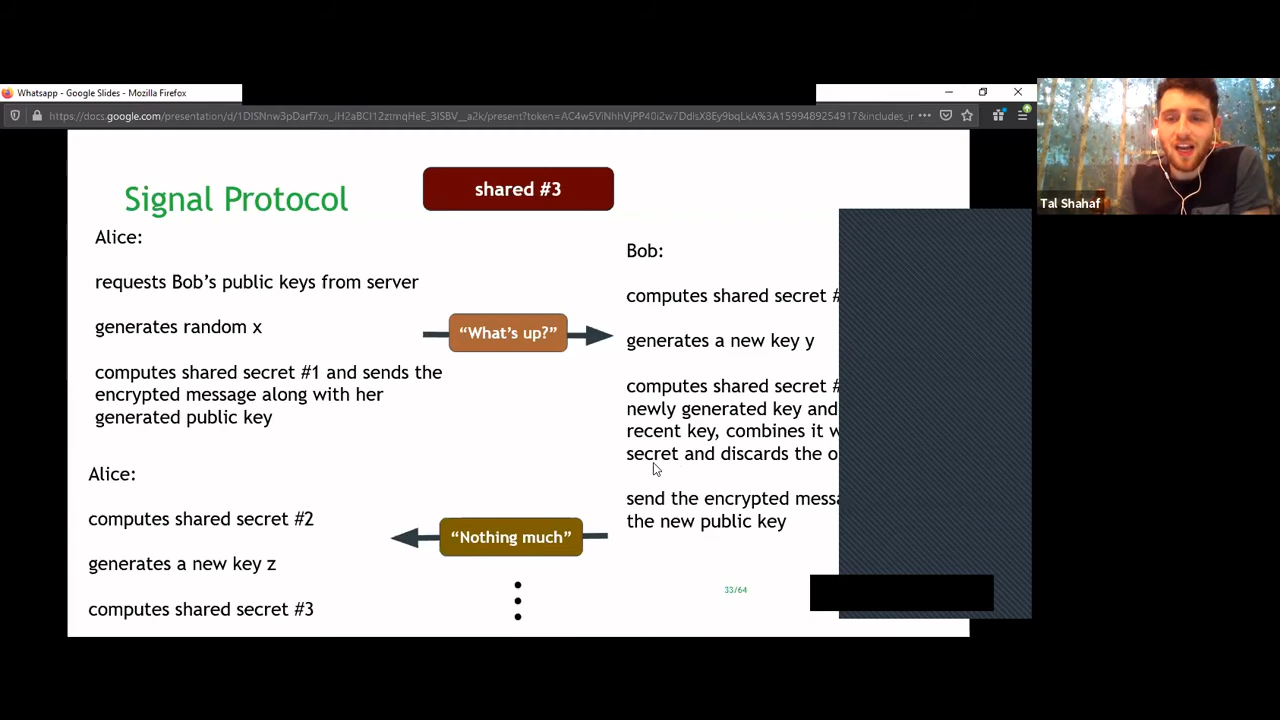 Whatsapp - Google Slides - Mozilla Firefox
Signal Protocol
shared #3
Alice:
requests Bob's public keys from server
generates random x
computes shared secret #1 and sends the
encrypted message along with her
generated public key
“What's up?”
Bob:
computes shared secret #
generates a new key y
computes shared secret #
newly generated key and
recent key, combines it
secret and discards the
send the encrypted
the new public key
Alice:
computes shared secret #2
generates a new key z
computes shared secret #3
“Nothing much”
33/64
Tal Shahaf